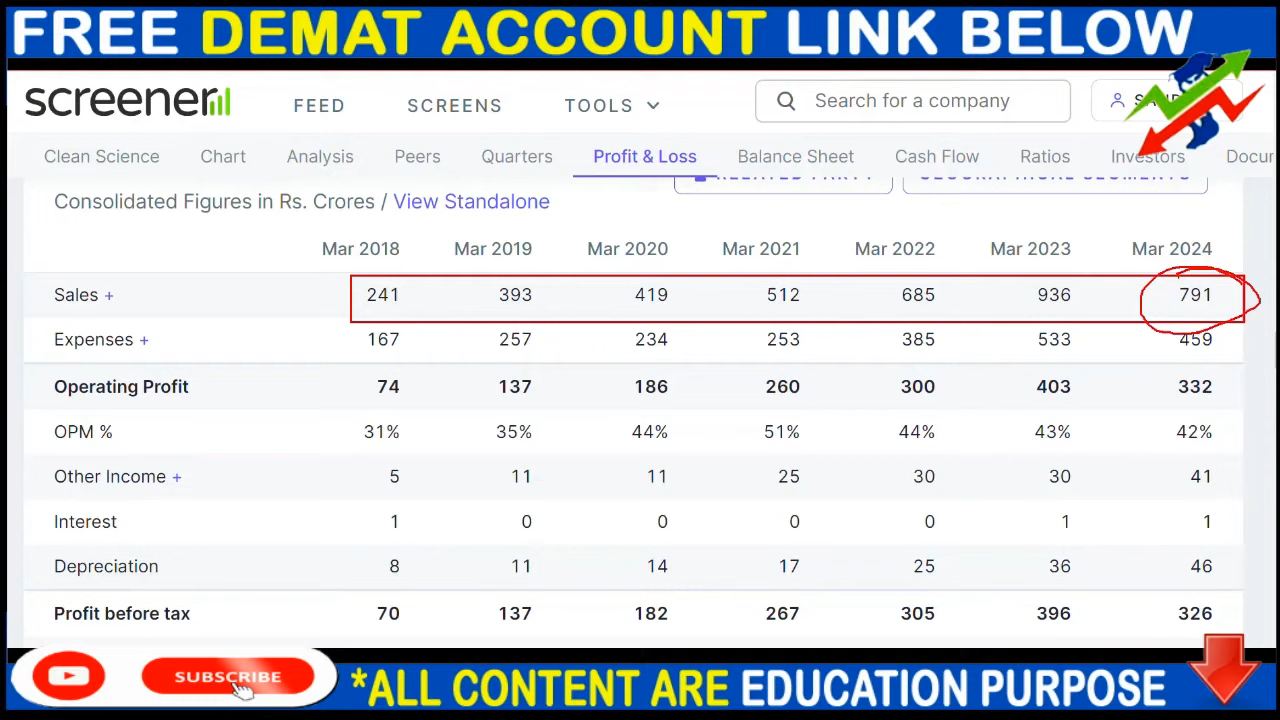 FREE DEMAT ACCOUNT LINK BELOW
screener FEED SCREENS TOOLS Search for a company
Clean Science Chart Analysis Peers Quarters Profit & Loss Balance Sheet Cash Flow Ratios Investors
RELATED PARTY GEOGRAPHICAL SEGMENTS
Consolidated Figures in Rs. Crores / View Standalone
Mar 2018 Mar 2019 Mar 2020 Mar 2021 Mar 2022 Mar 2023 Mar 2024
Sales + 241 393 419 512 685 936 791
Expenses + 167 257 234 253 385 533 459
Operating Profit 74 137 186 260 300 403 332
OPM % 31% 35% 44% 51% 44% 43% 42%
Other Income + 5 11 11 25 30 30 41
Interest 1 0 0 0 0 1 1
Depreciation 8 11 14 17 25 36 46
Profit before tax 70 137 182 267 305 396 326
SUBSCRIBE *ALL CONTENT ARE EDUCATION PURPOSE